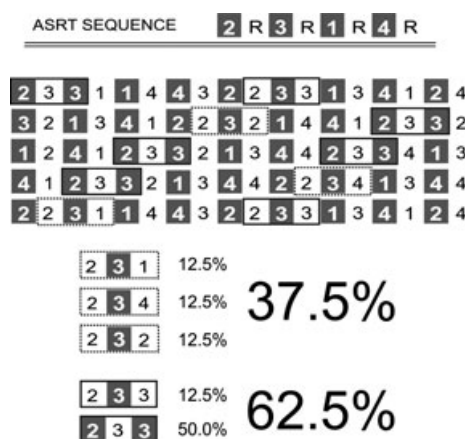 ASRT SEQUENCE 2 R 3 R 1 R 4 R
2 3 3 1 1 4 4 3 2 2 3 3 1 3 4 1 2 4
3 2 1 3 4 1 2 2 3 2 1 4 4 1 2 3 3 2
1 2 4 1 2 3 3 2 1 3 4 4 2 3 3 4 1 3
4 1 2 3 3 2 1 3 4 4 2 2 3 4 1 3 4 4
2 2 3 1 1 4 4 3 2 2 3 3 1 3 4 1 2 4
2 3 1 12.5%
2 3 4 12.5% 37.5%
2 3 2 12.5%
2 3 3 12.5% 62.5%
2 3 3 50.0%